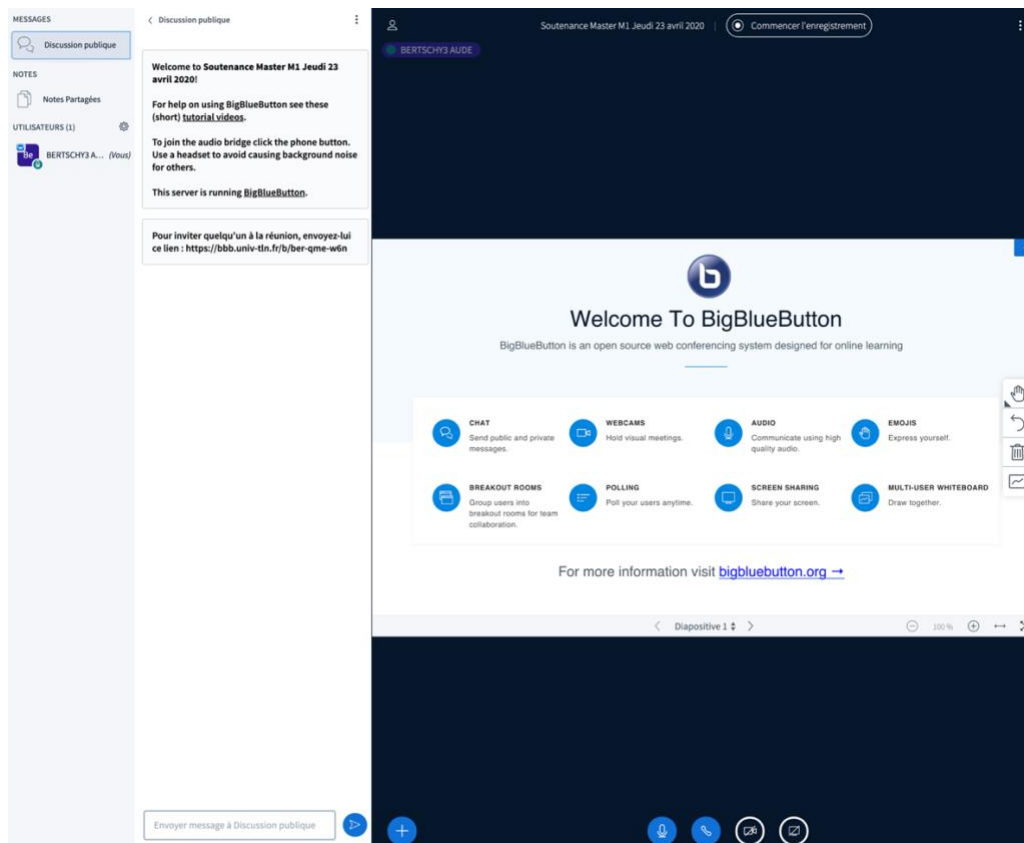 MESSAGES
Discussion publique
NOTES
Notes Partagées
UTILISATEURS (1)
Be
BERTSCHY3 A... (Vous)
Discussion publique
Welcome to Soutenance Master M1 Jeudi 23
avril 2020!
For help on using BigBlueButton see these
(short) tutorial videos.
To join the audio bridge click the phone button.
Use a headset to avoid causing background noise
for others.
This server is running BigBlueButton.
Pour inviter quelqu'un à la réunion, envoyez-lui
ce lien : https://bbb.univ-tln.fr/b/ber-qme-w6n
Envoyer message à Discussion publique
Soutenance Master M1 Jeudi 23 avril 2020
Commencer l'enregistrement
BERTSCHY3 AUDE
b
Welcome To BigBlueButton
BigBlueButton is an open source web conferencing system designed for online learning
CHAT
Send public and private
messages.
WEBCAMS
Hold visual meetings.
AUDIO
Communicate using high
quality audio.
EMOJIS
Express yourself.
BREAKOUT ROOMS
Group users into
breakout rooms for team
collaboration.
POLLING
Poll your users anytime.
SCREEN SHARING
Share your screen.
MULTI-USER WHITEBOARD
Draw together.
For more information visit bigbluebutton.org →
Diapositive 1
100 %